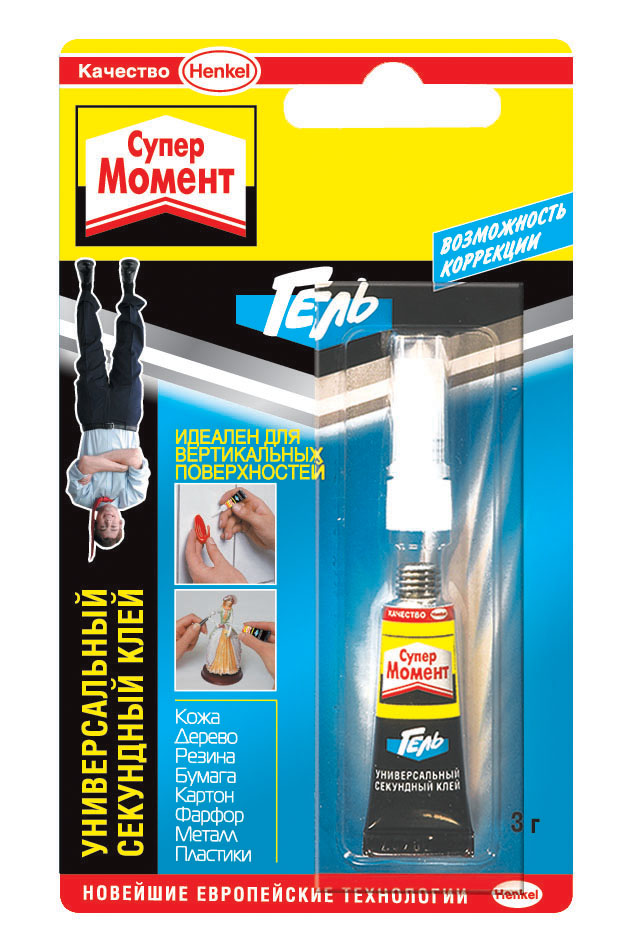 Качество Henkel
Супер
Момент
ВОЗМОЖНОСТЬ
КОРРЕКЦИИ
Гель
ИДЕАЛЕН ДЛЯ
ВЕРТИКАЛЬНЫХ
ПОВЕРХНОСТЕЙ
УНИВЕРСАЛЬНЫЙ
СЕКУНДНЫЙ КЛЕЙ
Кожа
Дерево
Резина
Бумага
Картон
Фарфор
Металл
Пластики
КАЧЕСТВО Henkel
Супер
Момент
Гель
УНИВЕРСАЛЬНЫЙ
СЕКУНДНЫЙ КЛЕЙ
3 г
НОВЕЙШИЕ ЕВРОПЕЙСКИЕ ТЕХНОЛОГИИ Henkel